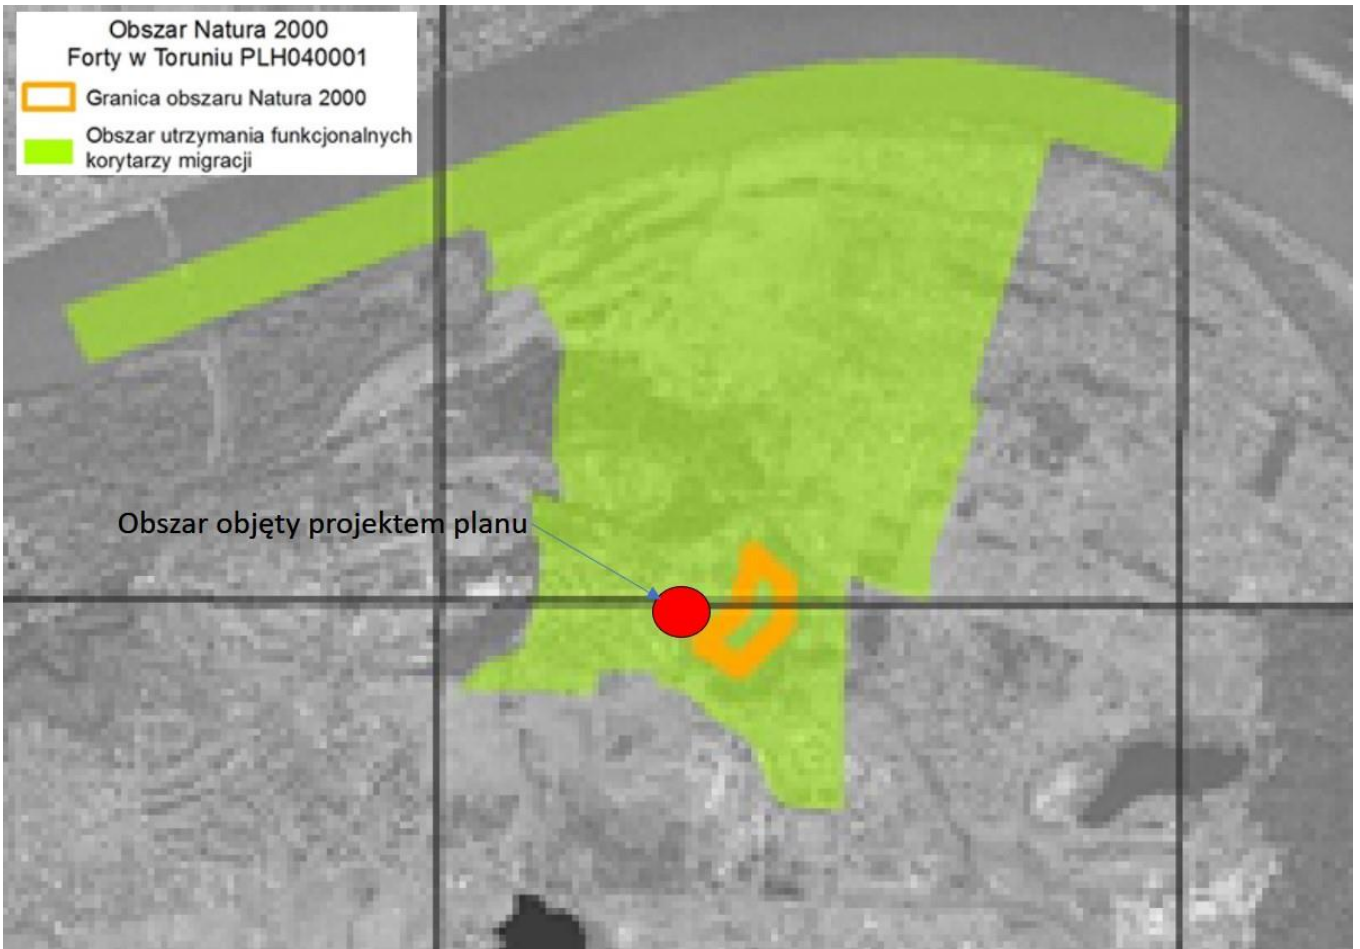 Obszar Natura 2000
Forty w Toruniu PLH040001
Granica obszaru Natura 2000
Obszar utrzymania funkcjonalnych
korytarzy migracji
Obszar objęty projektem planu